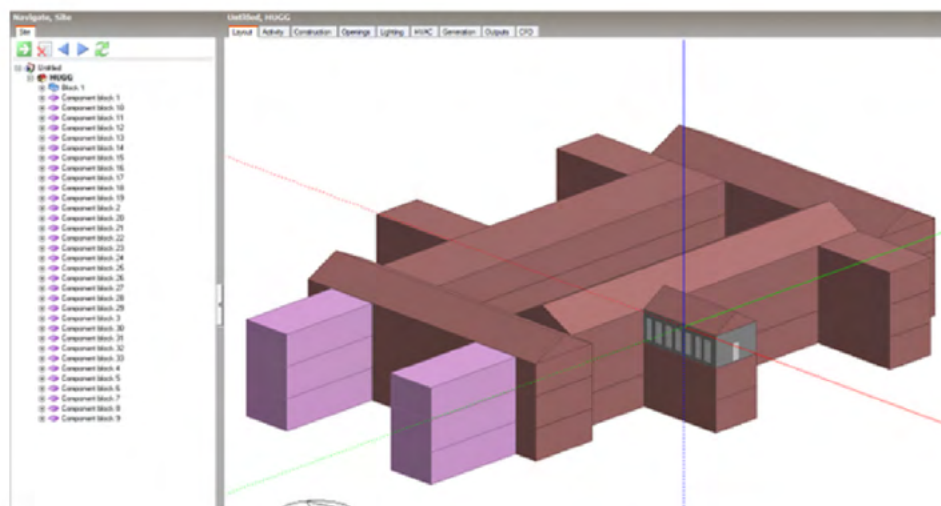 Navigate, Site
Site
Untitled
HUGG
Block 1
Component block 1
Component block 10
Component block 11
Component block 12
Component block 13
Component block 14
Component block 15
Component block 16
Component block 17
Component block 18
Component block 19
Component block 2
Component block 20
Component block 21
Component block 22
Component block 23
Component block 24
Component block 25
Component block 26
Component block 27
Component block 28
Component block 29
Component block 3
Component block 30
Component block 31
Component block 32
Component block 33
Component block 4
Component block 5
Component block 6
Component block 7
Component block 8
Component block 9
Untitled, HUGG
Layout Activity Construction Openings Lighting HVAC Generation Outputs CFD